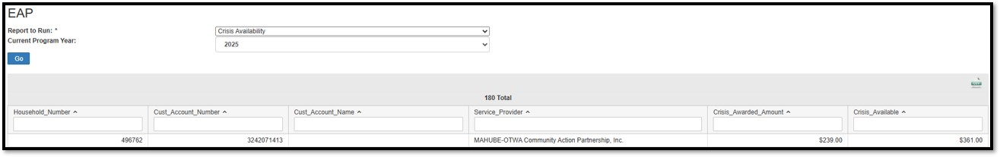 EAP
Report to Run: * Crisis Availability
Current Program Year: 2025
Go
180 Total
Household_Number Cust_Account_Number Cust_Account_Name Service_Provider Crisis_Awarded_Amount Crisis_Available
496762 3242071413 MAHUBE-OTWA Community Action Partnership, Inc. $239.00 $361.00